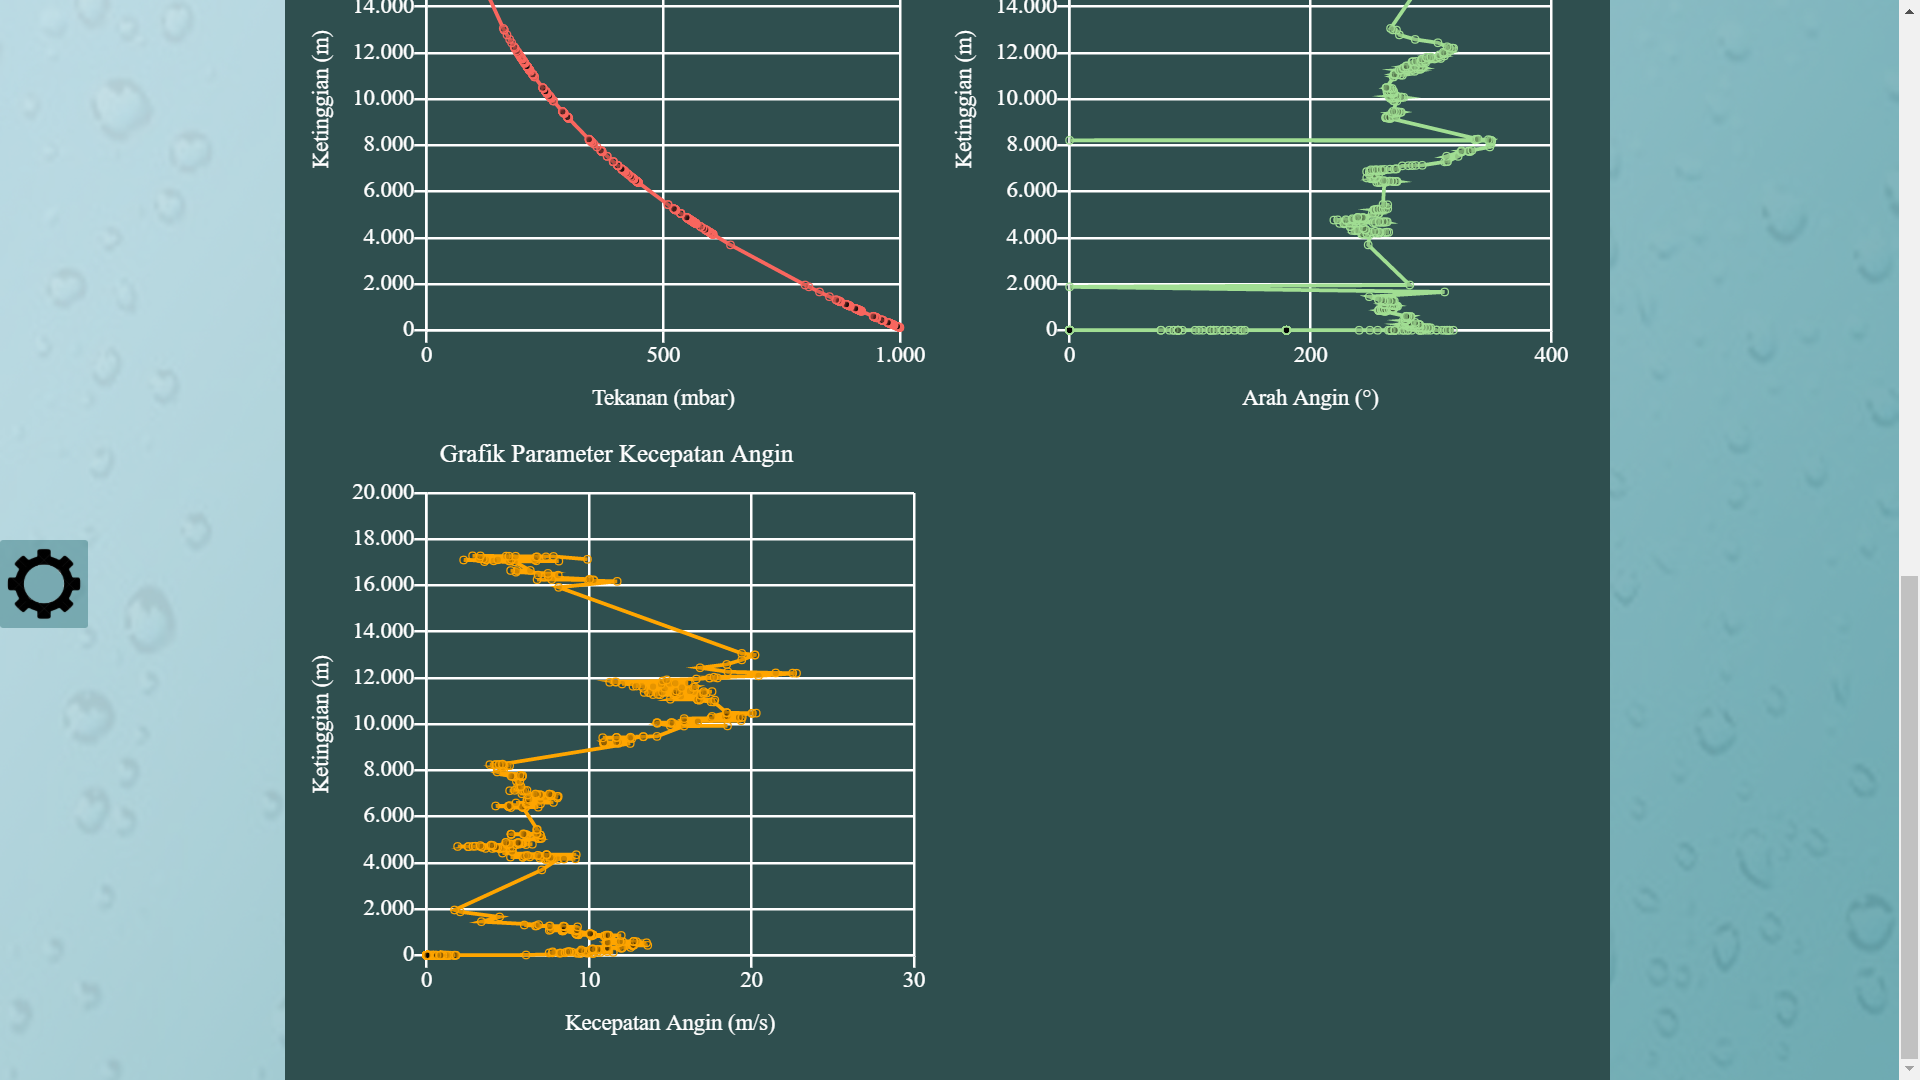 14.000
12.000
10.000
8.000
6.000
4.000
2.000
0
Ketinggian (m)
0 500 1.000
Tekanan (mbar)
14.000
12.000
10.000
8.000
6.000
4.000
2.000
0
Ketinggian (m)
0 200 400
Arah Angin (°)
Grafik Parameter Kecepatan Angin
20.000
18.000
16.000
14.000
12.000
10.000
8.000
6.000
4.000
2.000
0
Ketinggian (m)
0 10 20 30
Kecepatan Angin (m/s)